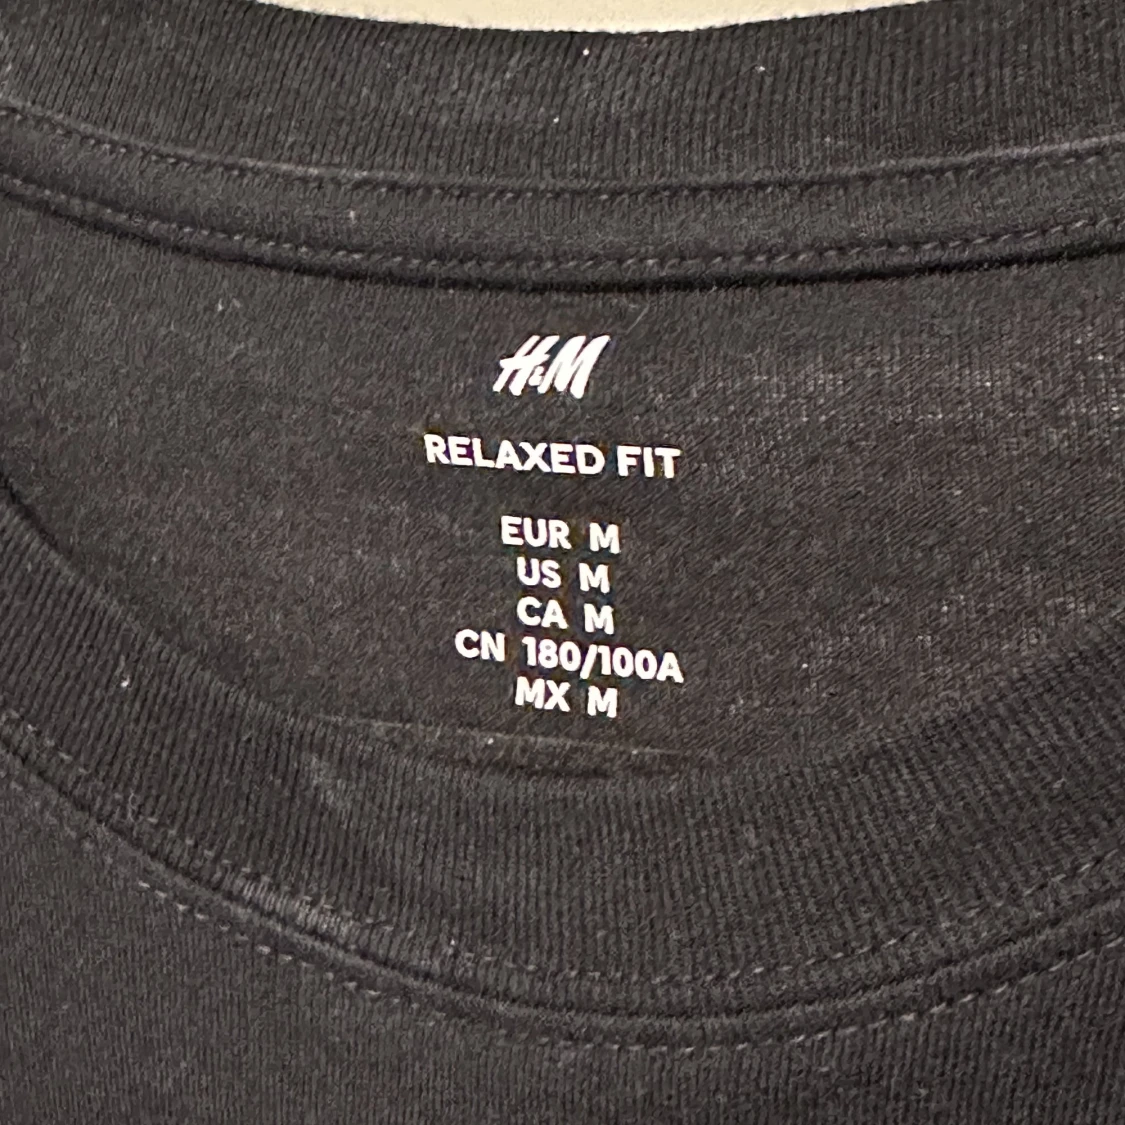 H&M
RELAXED FIT
EUR M
US M
CA M
CN 180/100A
MX M